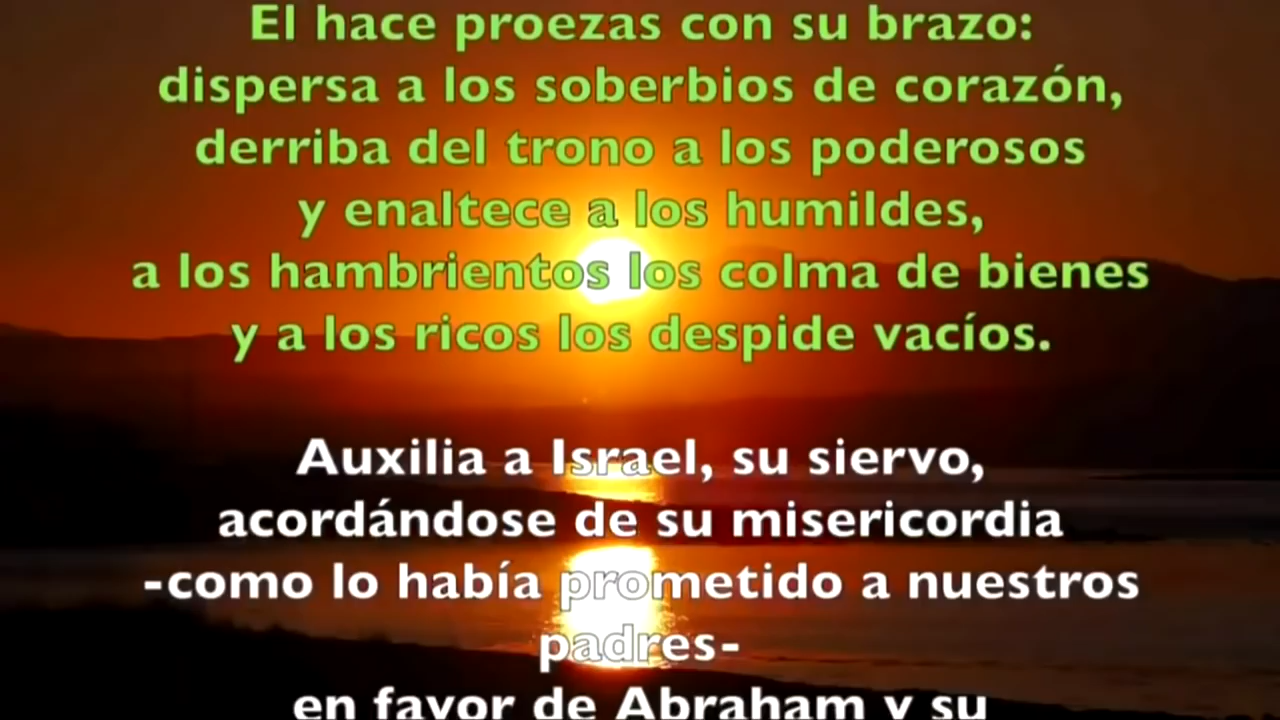 El hace proezas con su brazo:
dispersa a los soberbios de corazón,
derriba del trono a los poderosos
y enaltece a los humildes,
a los hambrientos los colma de bienes
y a los ricos los despide vacíos.
Auxilia a Israel, su siervo,
acordándose de su misericordia
-como lo había prometido a nuestros
padres-
en favor de Abraham y su